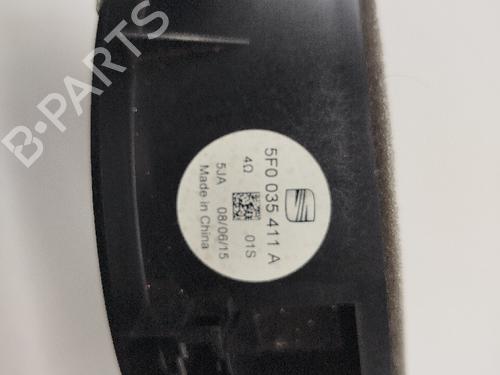 B-PARTS
5F0 035 411 A
4Ω 01S
5JA 08/06/15
Made in China